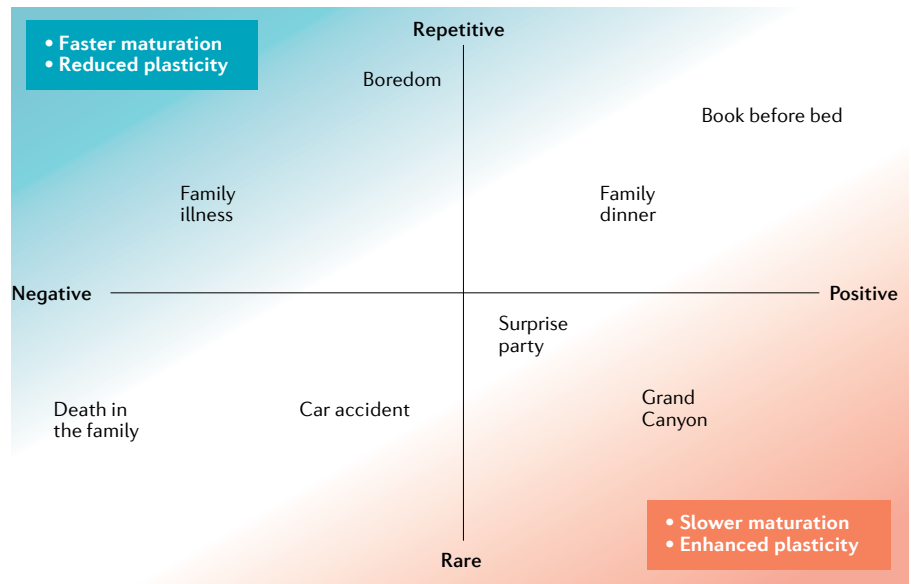 • Faster maturation
• Reduced plasticity
Repetitive
Boredom
Book before bed
Family
illness
Family
dinner
Negative
Positive
Surprise
party
Death in
the family
Car accident
Grand
Canyon
• Slower maturation
• Enhanced plasticity
Rare